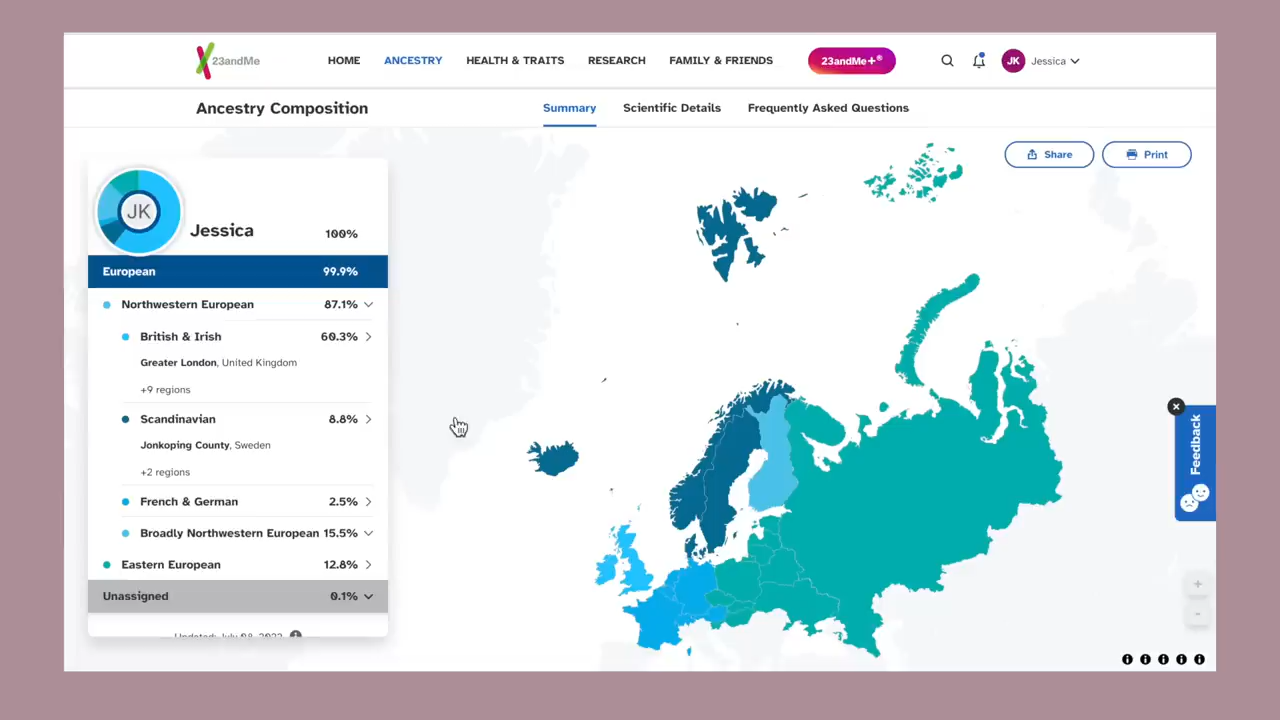 23andMe
HOME
ANCESTRY
HEALTH & TRAITS
RESEARCH
FAMILY & FRIENDS
23andMe+®
JK
Jessica
Ancestry Composition
Summary
Scientific Details
Frequently Asked Questions
Share
Print
JK
Jessica 100%
European 99.9%
Northwestern European 87.1%
British & Irish 60.3%
Greater London, United Kingdom
+9 regions
Scandinavian 8.8%
Jonkoping County, Sweden
+2 regions
French & German 2.5%
Broadly Northwestern European 15.5%
Eastern European 12.8%
Unassigned 0.1%
Feedback
+
-